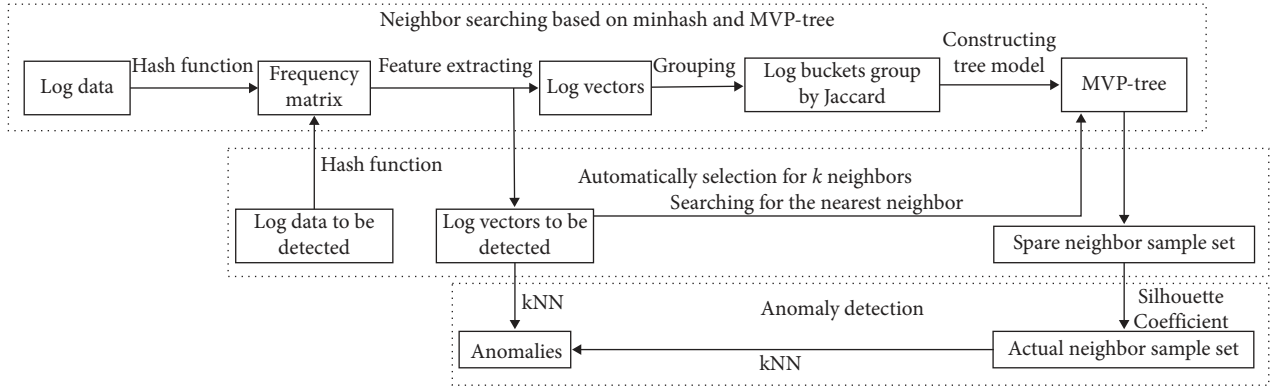 Neighbor searching based on minhash and MVP-tree
Log data
Hash function
Frequency
matrix
Feature extracting
Log vectors
Grouping
Log buckets group
by Jaccard
Constructing
tree model
MVP-tree
Hash function
Automatically selection for k neighbors
Searching for the nearest neighbor
Log data to be
detected
Log vectors to be
detected
Spare neighbor sample set
kNN
Anomaly detection
Silhouette
Coefficient
Anomalies
kNN
Actual neighbor sample set